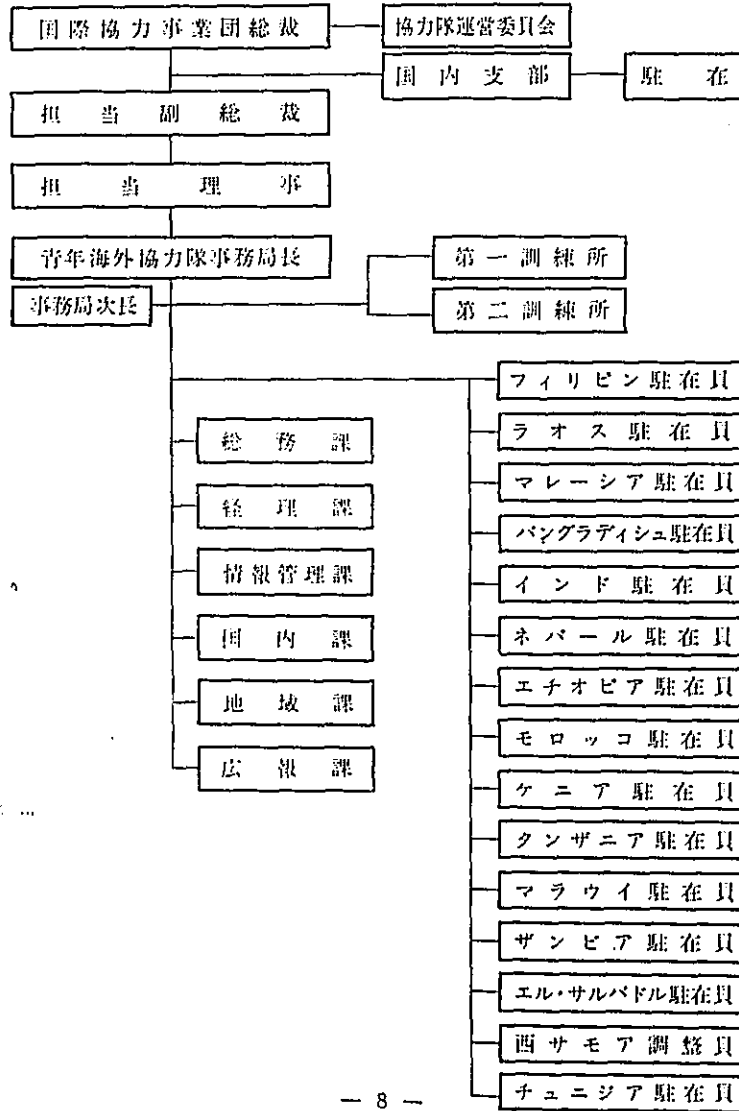 国際協力事業団総裁
協力隊運営委員会
国内支部
駐在
担当副総裁
担当理事
青年海外協力隊事務局長
第一訓練所
事務局次長
第二訓練所
フィリピン駐在員
総務課
ラオス駐在員
経理課
マレーシア駐在員
情報管理課
バングラディシュ駐在員
国内課
インド駐在員
地域課
ネパール駐在員
広報課
エチオピア駐在員
モロッコ駐在員
ケニア駐在員
タンザニア駐在員
マラウイ駐在員
ザンビア駐在員
エル・サルバドル駐在員
西サモア調整員
チュニジア駐在員
— 8 —